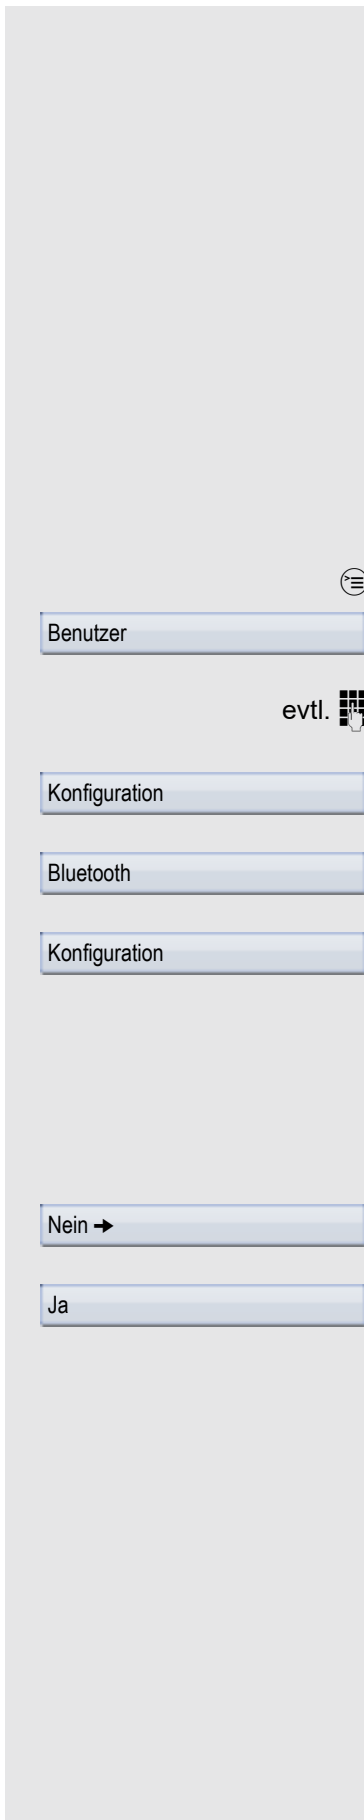 Benutzer
evtl.
Konfiguration
Bluetooth
Konfiguration
Nein →
Ja